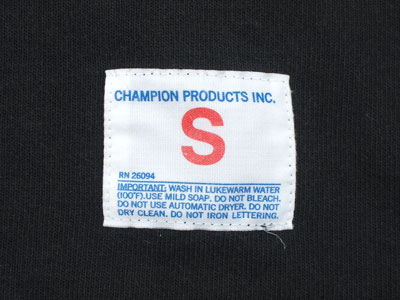 CHAMPION PRODUCTS INC.
S
RN 26094
IMPORTANT: WASH IN LUKEWARM WATER
(100°F). USE MILD SOAP. DO NOT BLEACH.
DO NOT USE AUTOMATIC DRYER. DO NOT
DRY CLEAN. DO NOT IRON LETTERING.